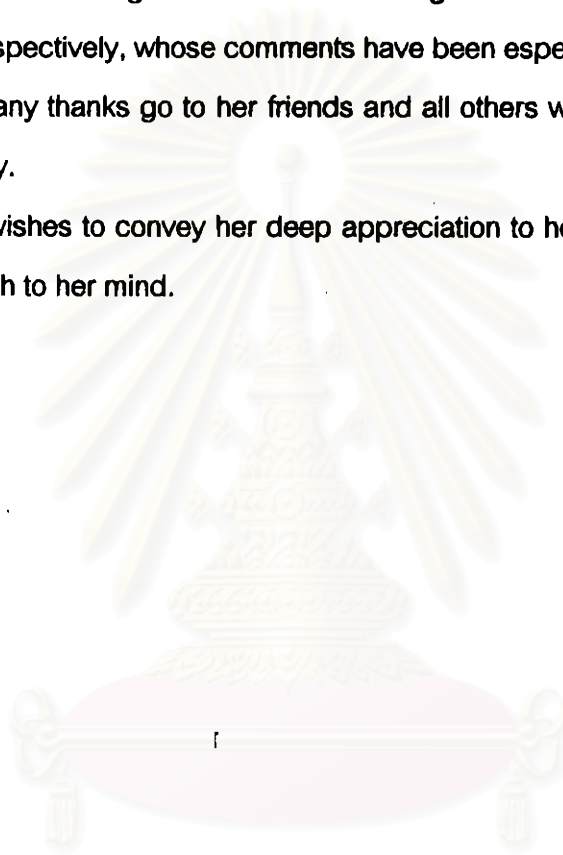 spectively, whose comments have been espe
any thanks go to her friends and all others w
y.
vishes to convey her deep appreciation to he
h to her mind.